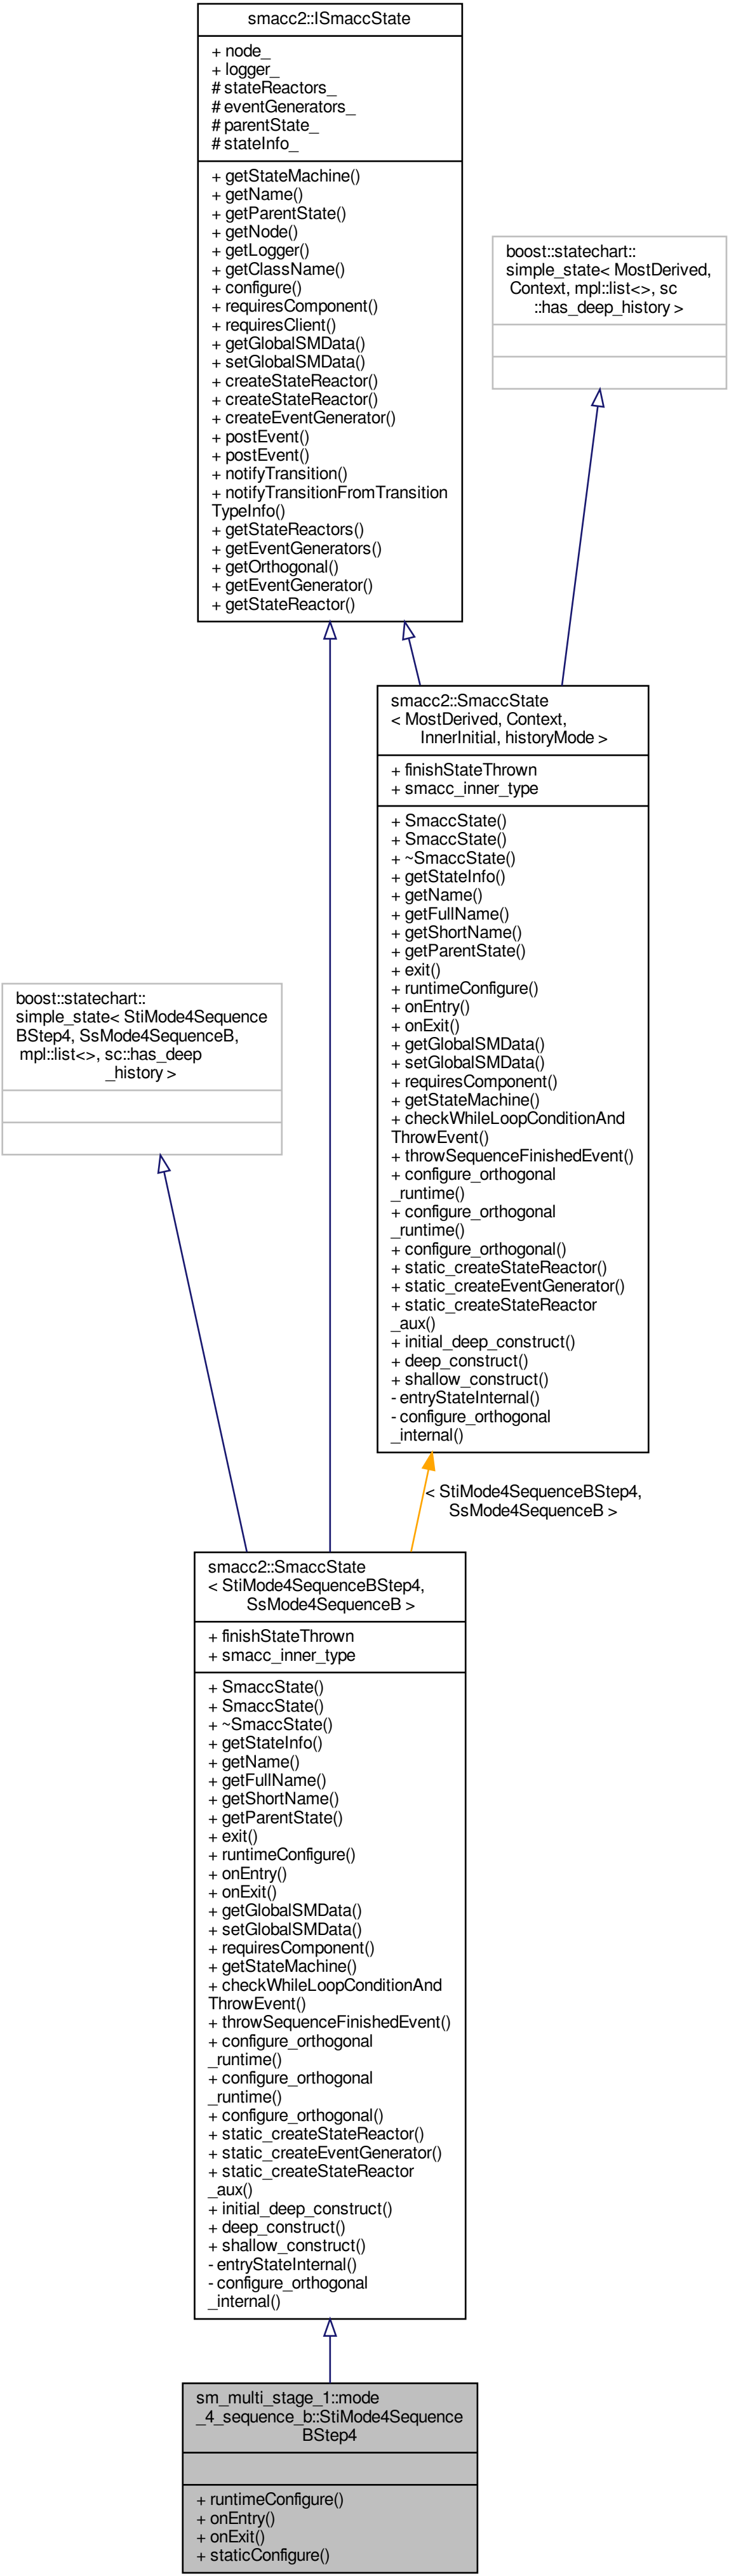 smacc2::ISmaccState
+ node_
+ logger_
# stateReactors_
# eventGenerators_
# parentState_
# stateInfo_
+ getStateMachine()
+ getName()
+ getParentState()
+ getNode()
+ getLogger()
+ getClassName()
+ configure()
+ requiresComponent()
+ requiresClient()
+ getGlobalSMData()
+ setGlobalSMData()
+ createStateReactor()
+ createStateReactor()
+ createEventGenerator()
+ postEvent()
+ postEvent()
+ notifyTransition()
+ notifyTransitionFromTransition
TypeInfo()
+ getStateReactors()
+ getEventGenerators()
+ getOrthogonal()
+ getEventGenerator()
+ getStateReactor()
boost::statechart::
simple_state< MostDerived,
Context, mpl::list<>, sc
::has_deep_history >
smacc2::SmaccState
< MostDerived, Context,
InnerInitial, historyMode >
+ finishStateThrown
+ smacc_inner_type
+ SmaccState()
+ SmaccState()
+ ~SmaccState()
+ getStateInfo()
+ getName()
+ getFullName()
+ getShortName()
+ getParentState()
+ exit()
+ runtimeConfigure()
+ onEntry()
+ onExit()
+ getGlobalSMData()
+ setGlobalSMData()
+ requiresComponent()
+ getStateMachine()
+ checkWhileLoopConditionAnd
ThrowEvent()
+ throwSequenceFinishedEvent()
+ configure_orthogonal
_runtime()
+ configure_orthogonal
_runtime()
+ configure_orthogonal()
+ static_createStateReactor()
+ static_createEventGenerator()
+ static_createStateReactor
_aux()
+ initial_deep_construct()
+ deep_construct()
+ shallow_construct()
- entryStateInternal()
- configure_orthogonal
_internal()
boost::statechart::
simple_state< StiMode4Sequence
BStep4, SsMode4SequenceB,
mpl::list<>, sc::has_deep
_history >
< StiMode4SequenceBStep4,
SsMode4SequenceB >
smacc2::SmaccState
< StiMode4SequenceBStep4,
SsMode4SequenceB >
+ finishStateThrown
+ smacc_inner_type
+ SmaccState()
+ SmaccState()
+ ~SmaccState()
+ getStateInfo()
+ getName()
+ getFullName()
+ getShortName()
+ getParentState()
+ exit()
+ runtimeConfigure()
+ onEntry()
+ onExit()
+ getGlobalSMData()
+ setGlobalSMData()
+ requiresComponent()
+ getStateMachine()
+ checkWhileLoopConditionAnd
ThrowEvent()
+ throwSequenceFinishedEvent()
+ configure_orthogonal
_runtime()
+ configure_orthogonal
_runtime()
+ configure_orthogonal()
+ static_createStateReactor()
+ static_createEventGenerator()
+ static_createStateReactor
_aux()
+ initial_deep_construct()
+ deep_construct()
+ shallow_construct()
- entryStateInternal()
- configure_orthogonal
_internal()
sm_multi_stage_1::mode
_4_sequence_b::StiMode4Sequence
BStep4
+ runtimeConfigure()
+ onEntry()
+ onExit()
+ staticConfigure()